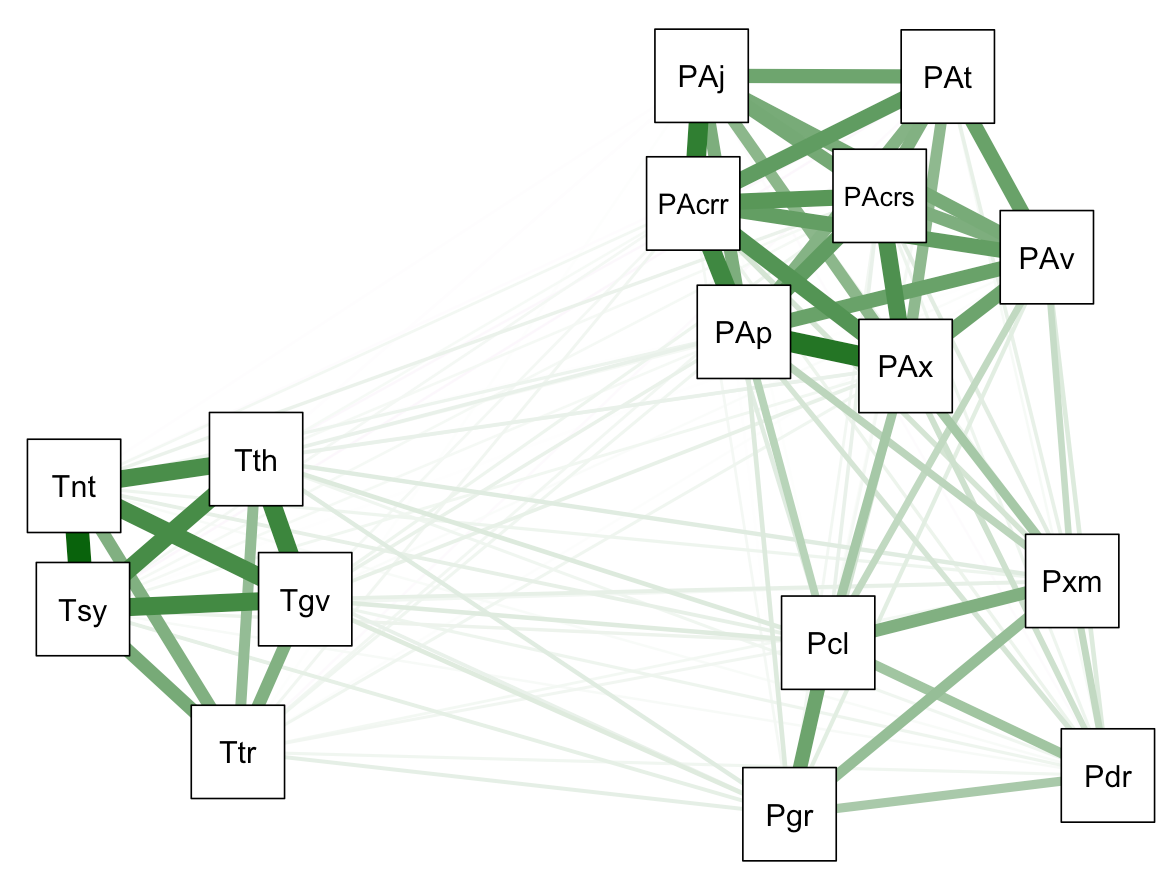 PAj
PAt
PAcrr
PAcrs
PAv
PAp
PAx
Tth
Tnt
Tgv
Tsy
Ttr
Pxm
Pcl
Pdr
Pgr